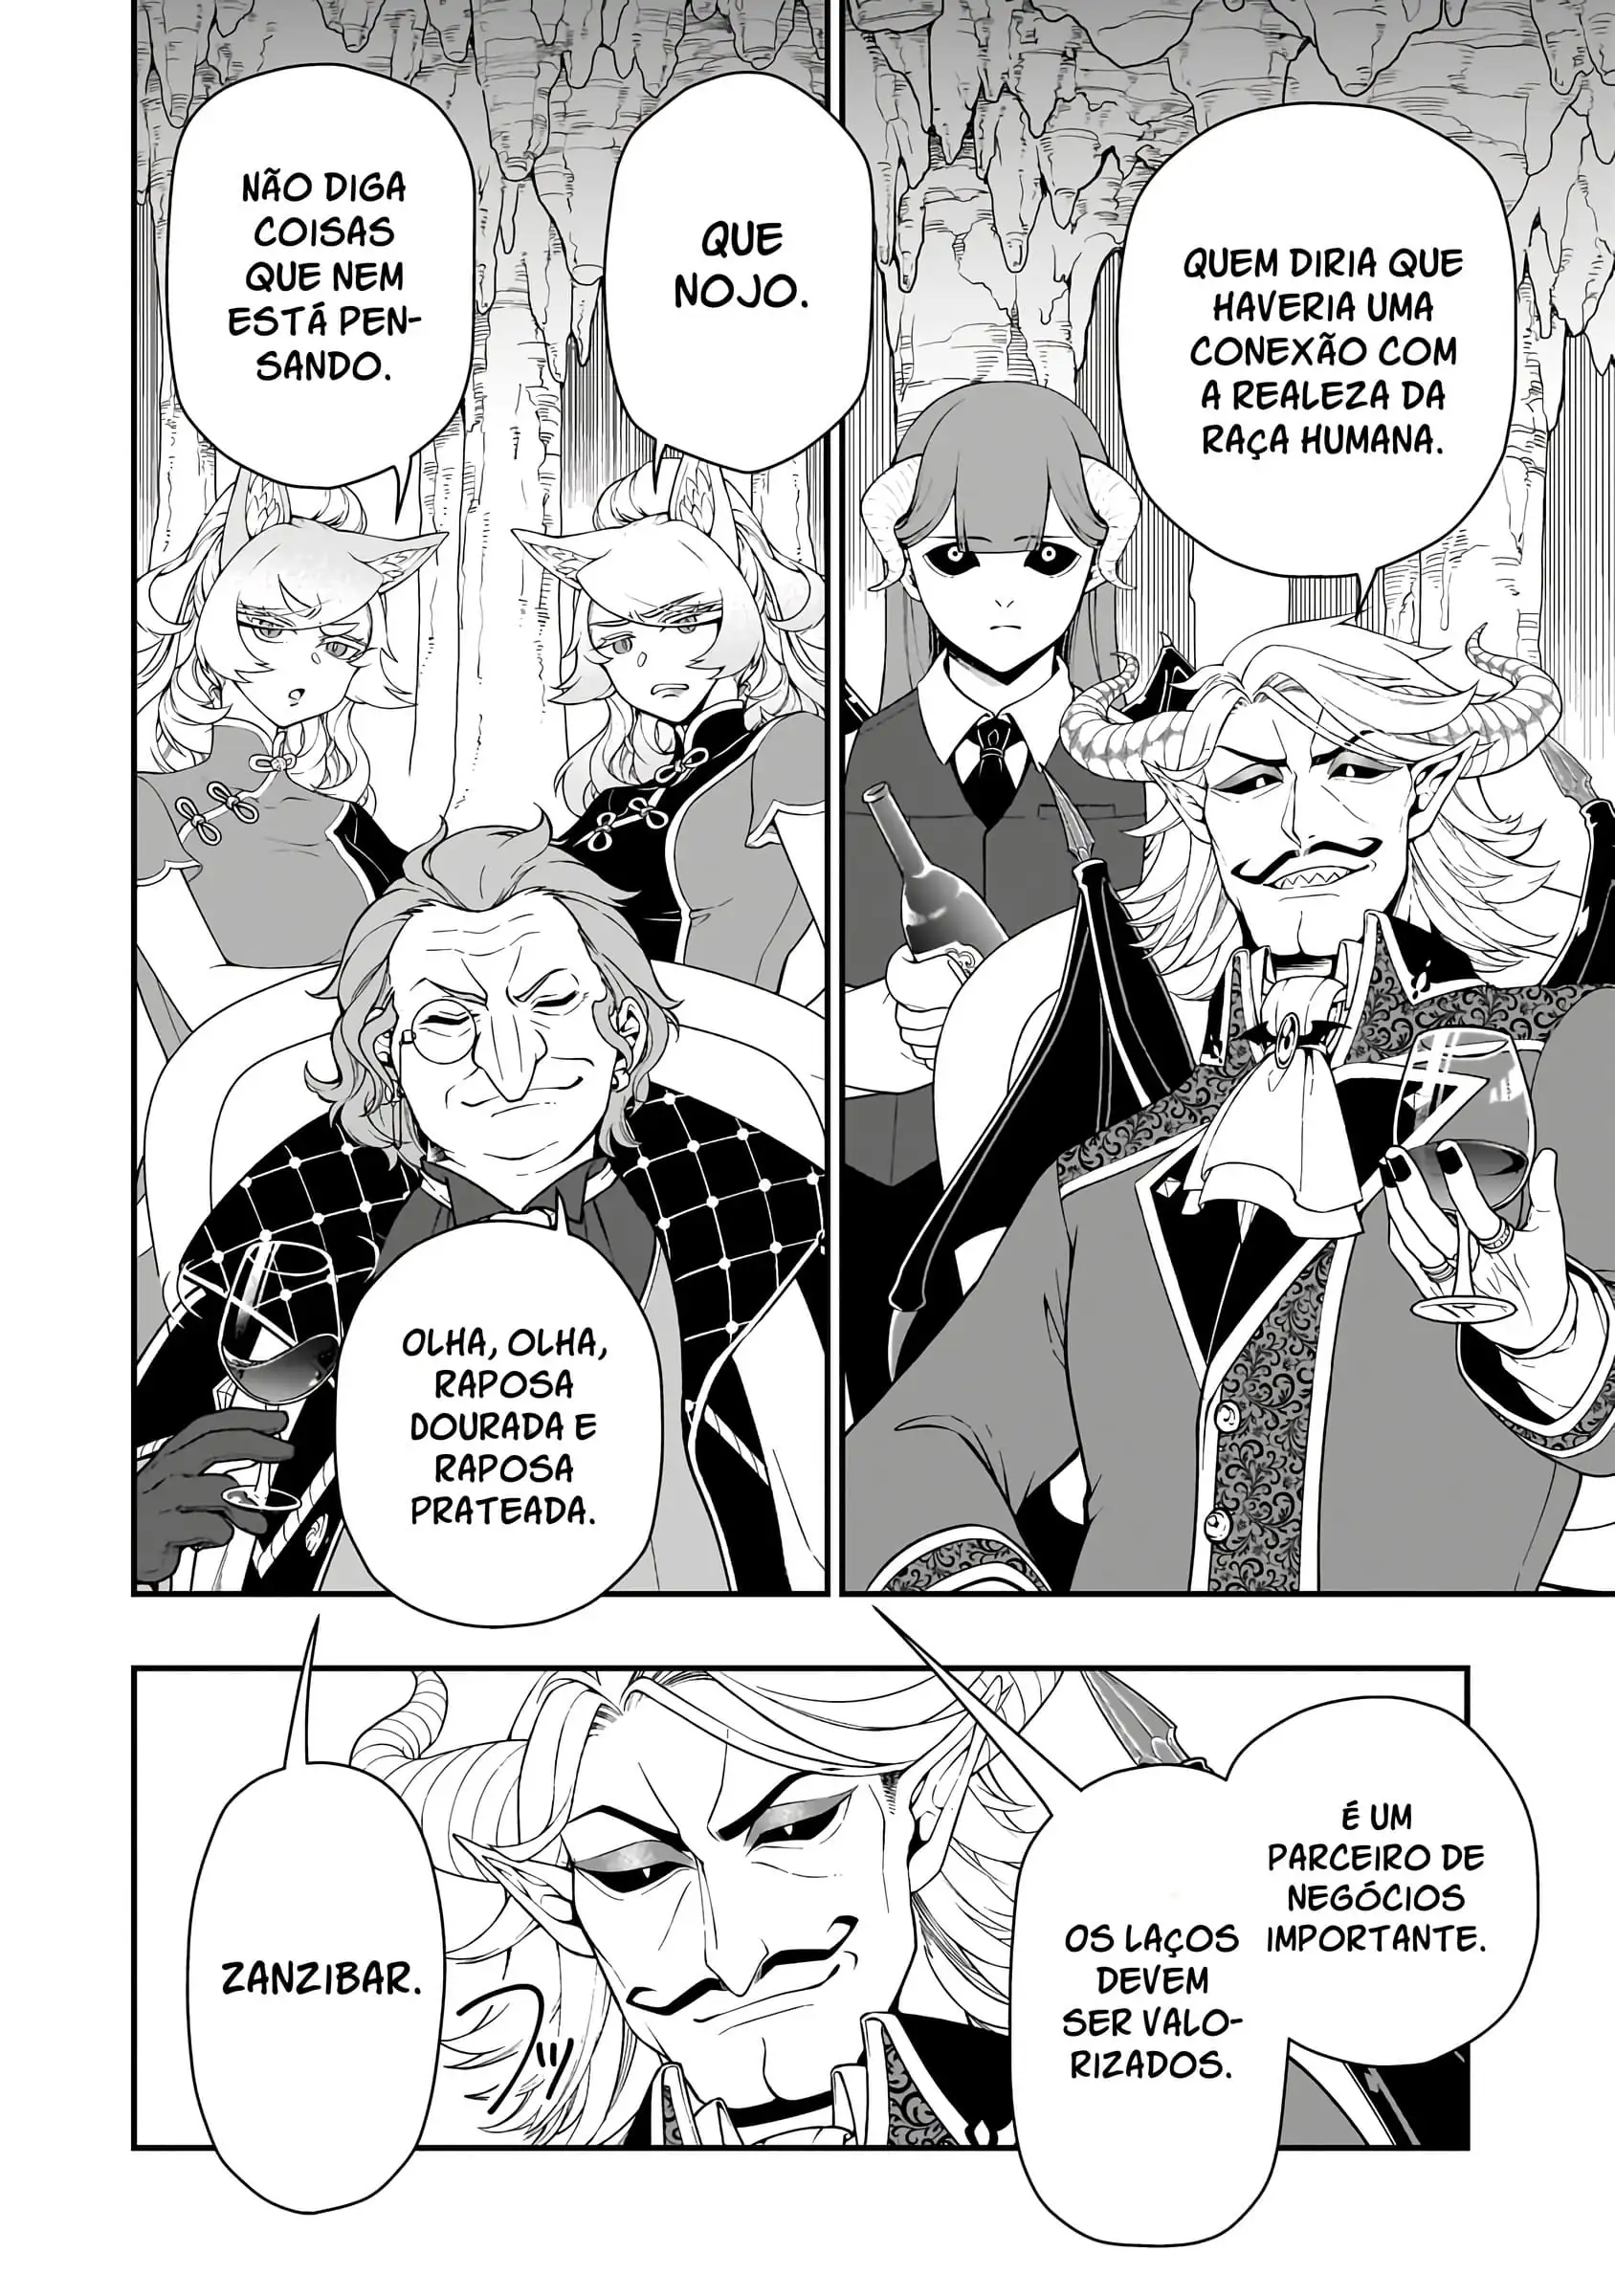 QUEM DIRIA QUE
HAVERIA UMA
CONEXÃO COM
A REALEZA DA
RAÇA HUMANA.
QUE
NOJO.
NÃO DIGA
COISAS
QUE NEM
ESTÁ PEN-
SANDO.
OLHA, OLHA,
RAPOSA
DOURADA E
RAPOSA
PRATEADA.
É UM
PARCEIRO DE
NEGÓCIOS
IMPORTANTE.
OS LAÇOS
DEVEM
SER VALO-
RIZADOS.
フッ
ZANZIBAR.